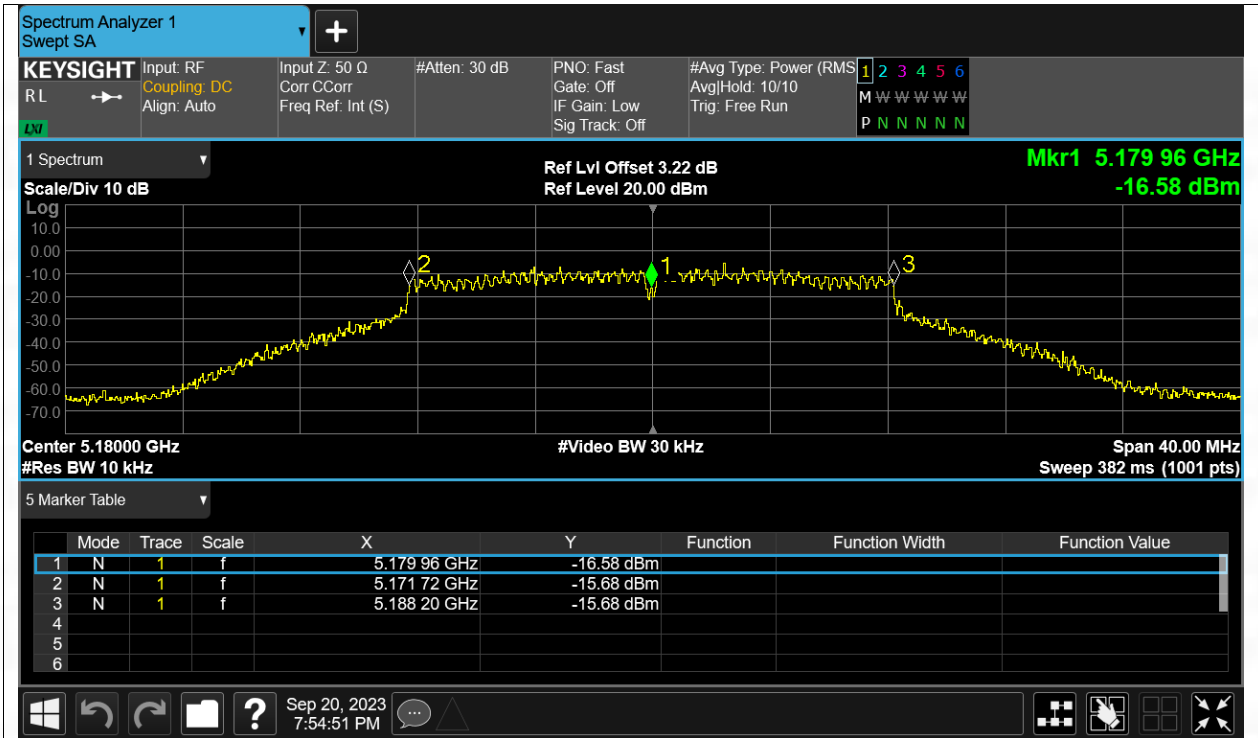 Spectrum Analyzer 1
Swept SA
+
KEYSIGHT
RL
LXI
Input: RF
Coupling: DC
Align: Auto
Input Z: 50 Ω
Corr CCorr
Freq Ref: Int (S)
#Atten: 30 dB
PNO: Fast
Gate: Off
IF Gain: Low
Sig Track: Off
#Avg Type: Power (RMS
Avg|Hold: 10/10
Trig: Free Run
1 2 3 4 5 6
M W W W W W
P N N N N N
1 Spectrum
Scale/Div 10 dB
Ref Lvl Offset 3.22 dB
Ref Level 20.00 dBm
Mkr1 5.179 96 GHz
-16.58 dBm
Log
10.0
0.00
-10.0
-20.0
-30.0
-40.0
-50.0
-60.0
-70.0
2
1
3
Center 5.18000 GHz
#Video BW 30 kHz
Span 40.00 MHz
#Res BW 10 kHz
Sweep 382 ms (1001 pts)
5 Marker Table
Mode Trace Scale X Y Function Function Width Function Value
1 N 1 f 5.179 96 GHz -16.58 dBm
2 N 1 f 5.171 72 GHz -15.68 dBm
3 N 1 f 5.188 20 GHz -15.68 dBm
4
5
6
?
Sep 20, 2023
7:54:51 PM